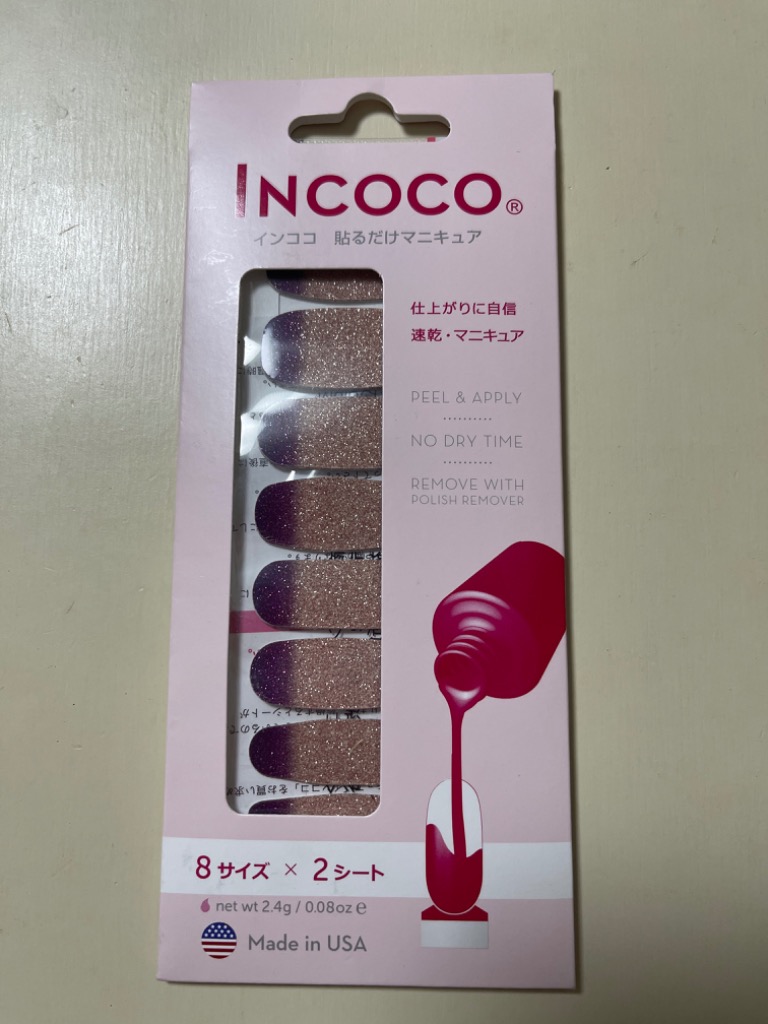 INCOCO®
インココ 貼るだけマニキュア
仕上がりに自信
速乾・マニキュア
PEEL & APPLY
NO DRY TIME
REMOVE WITH
POLISH REMOVER
8サイズ × 2シート
net wt 2.4g / 0.08oz e
Made in USA